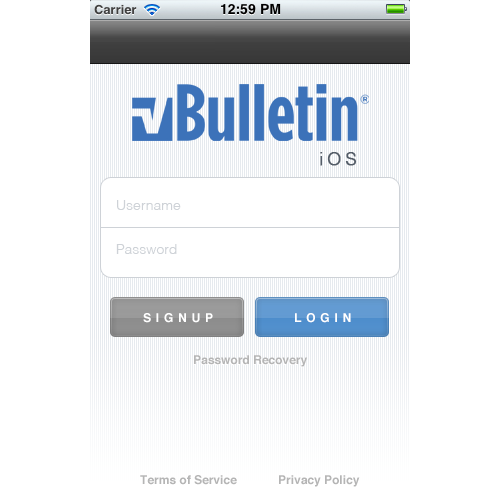 Carrier 12:59 PM
vBulletin®
iOS
Username
Password
SIGNUP LOGIN
Password Recovery
Terms of Service Privacy Policy